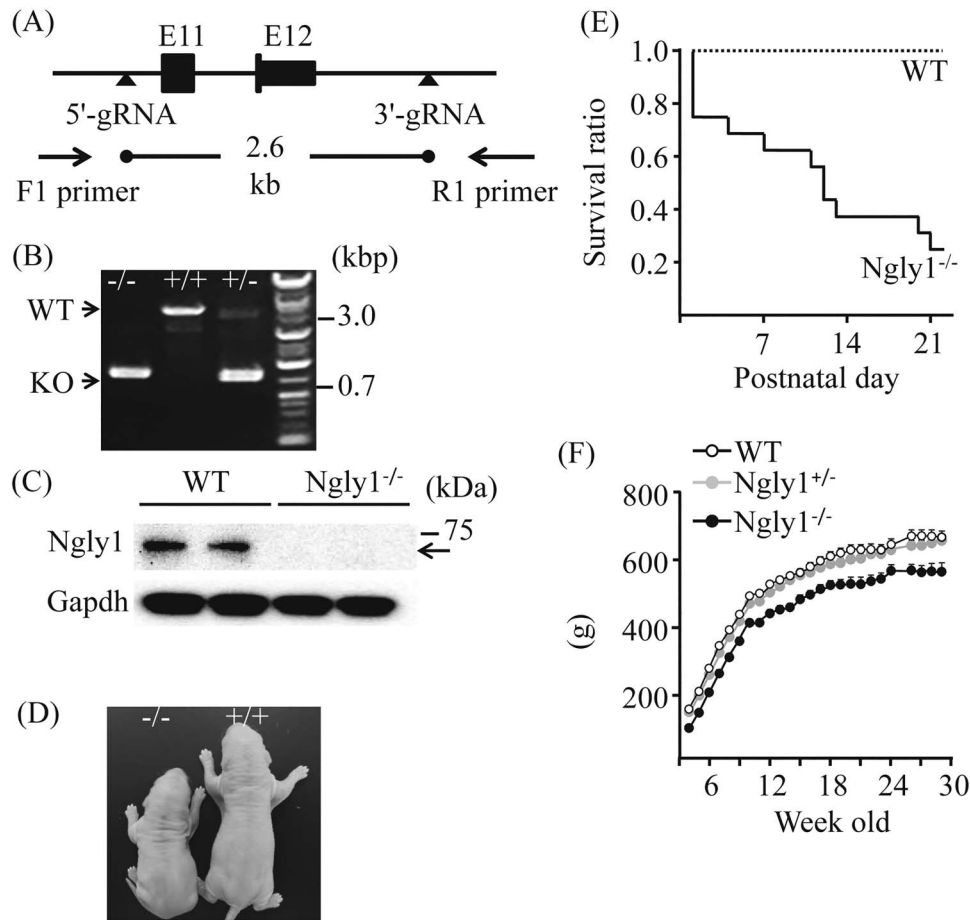 (A)
E11 E12
5'-gRNA 3'-gRNA
2.6
kb
F1 primer R1 primer
(B)
-/- +/+ +/- (kbp)
WT
3.0
KO
0.7
(C)
WT Ngly1-/- (kDa)
75
Ngly1
Gapdh
(D)
-/- +/+
(E)
1.0
WT
0.8
0.6
0.4
0.2
Ngly1-/-
7 14 21
Survival ratio
Postnatal day
(F)
WT
Ngly1+/-
Ngly1-/-
800
600
400
200
(g)
6 12 18 24 30
Week old